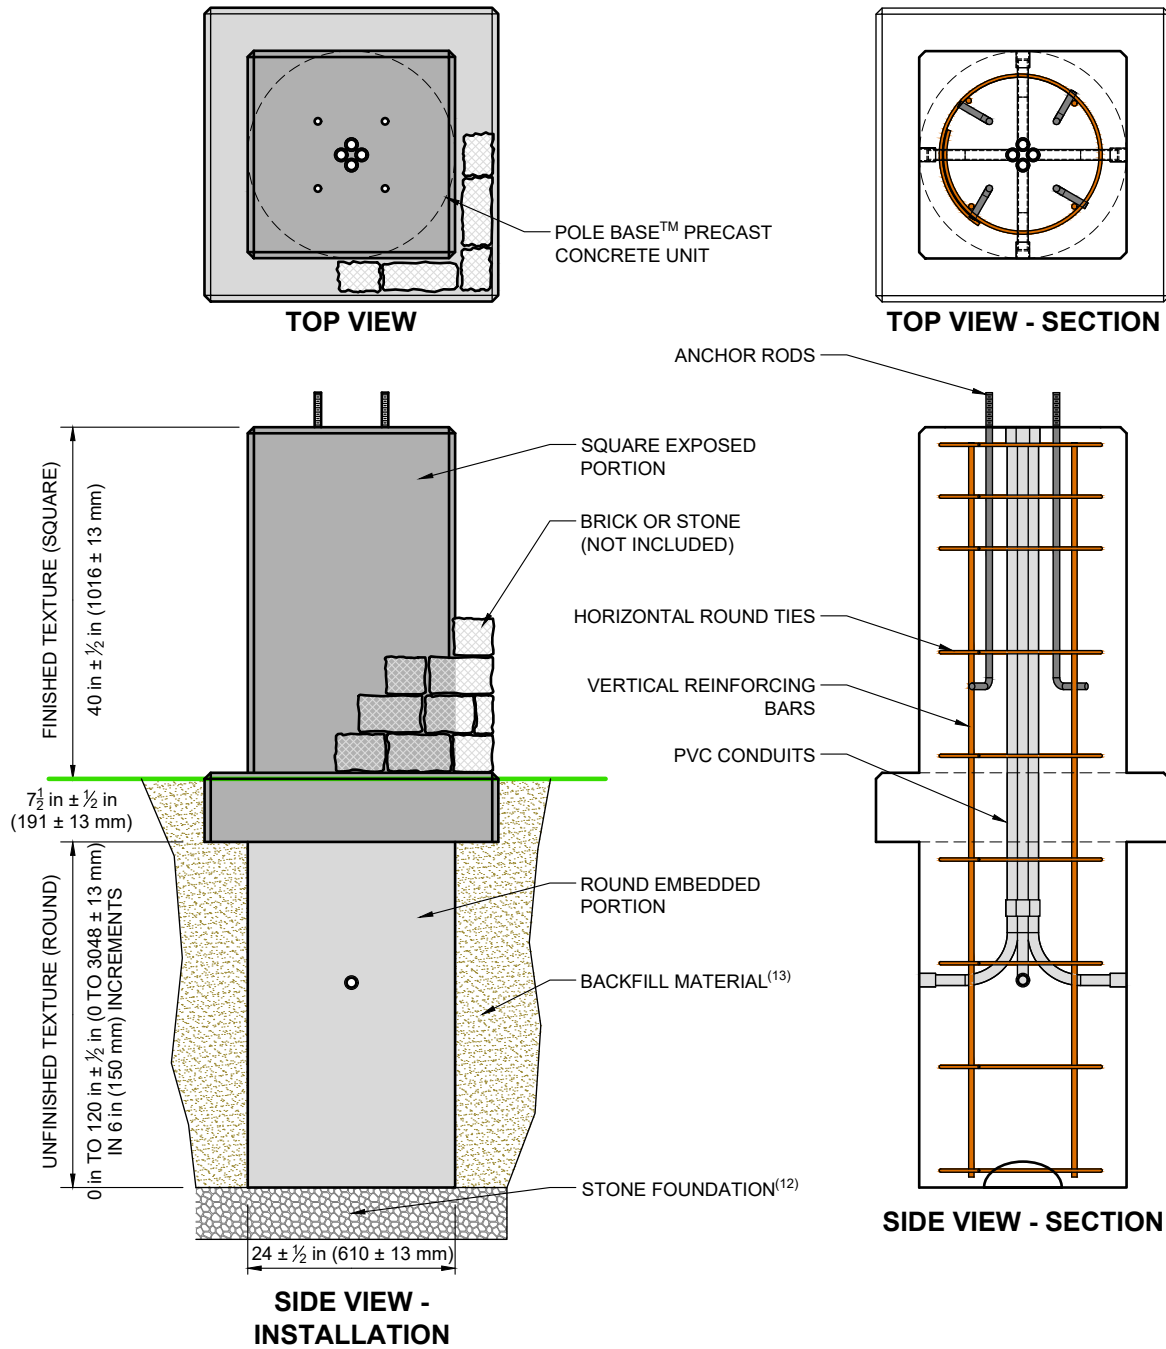 POLE BASE™ PRECAST
CONCRETE UNIT
TOP VIEW
TOP VIEW - SECTION
ANCHOR RODS
SQUARE EXPOSED
PORTION
BRICK OR STONE
(NOT INCLUDED)
HORIZONTAL ROUND TIES
VERTICAL REINFORCING
BARS
PVC CONDUITS
FINISHED TEXTURE (SQUARE)
40 in ± ½ in (1016 ± 13 mm)
7½ in ± ½ in
(191 ± 13 mm)
UNFINISHED TEXTURE (ROUND)
0 in TO 120 in ± ½ in (0 TO 3048 ± 13 mm)
IN 6 in (150 mm) INCREMENTS
ROUND EMBEDDED
PORTION
BACKFILL MATERIAL(13)
STONE FOUNDATION(12)
24 ± ½ in (610 ± 13 mm)
SIDE VIEW -
INSTALLATION
SIDE VIEW - SECTION